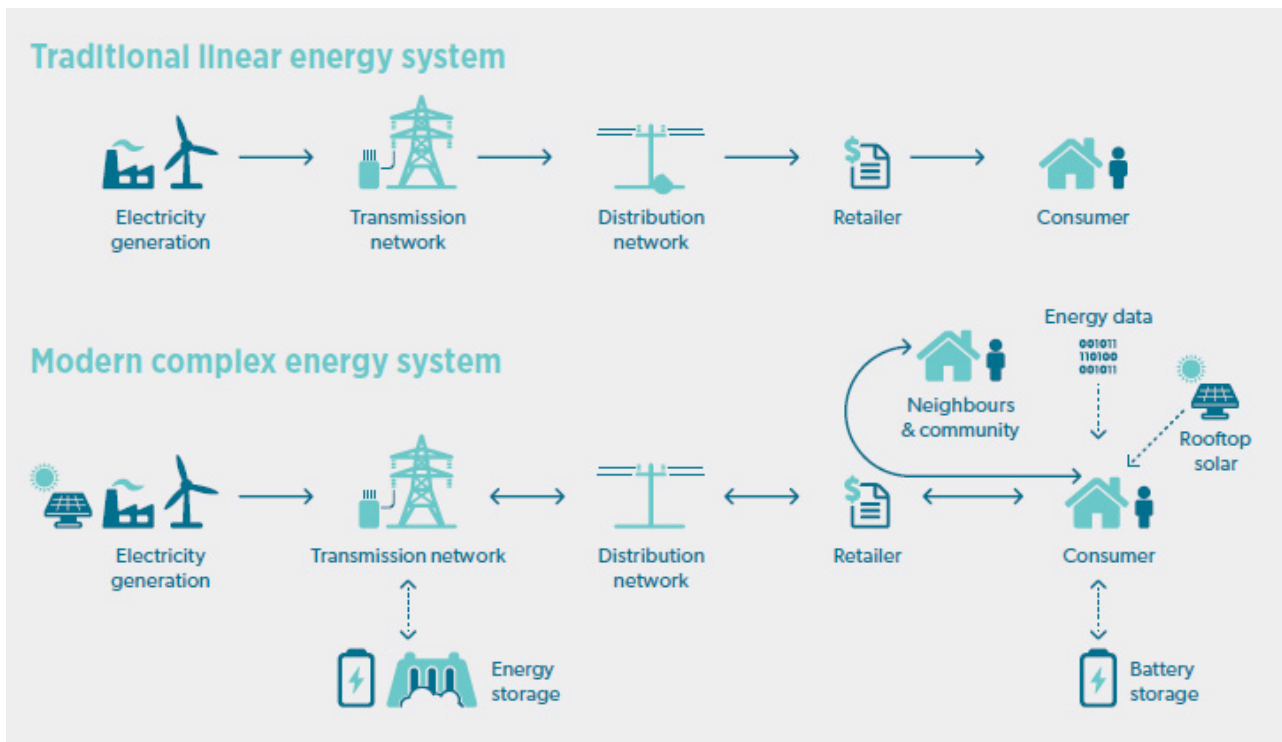 Traditional linear energy system
Electricity
generation
Transmission
network
Distribution
network
$
Retailer
Consumer
Modern complex energy system
Energy data
001011
110100
001011
Neighbours
& community
Rooftop
solar
Electricity
generation
Transmission network
Distribution
network
$
Retailer
Consumer
Energy
storage
Battery
storage